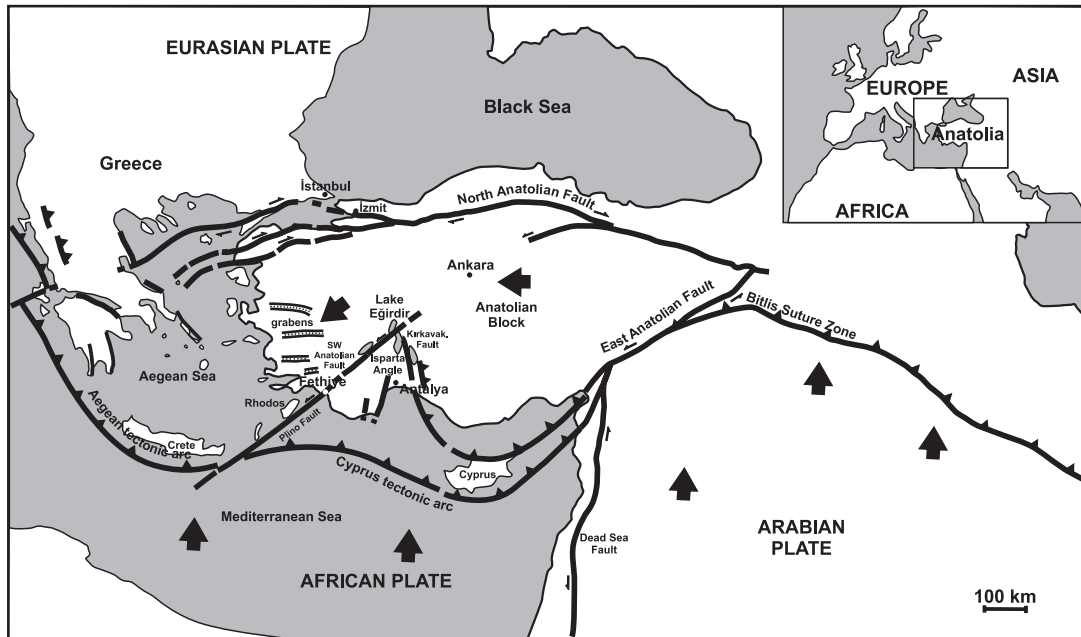 EURASIAN PLATE
Black Sea
EUROPE
ASIA
Anatolia
AFRICA
Greece
İstanbul
İzmit
North Anatolian Fault
Ankara
Anatolian
Block
East Anatolian Fault
Bitlis Suture Zone
Lake
Eğirdir
grabens
Kırkavak
Fault
SW
Anatolian
Fault
Isparta
Angle
Aegean Sea
Fethiye
Antalya
Rhodos
Plino Fault
Aegean tectonic arc
Crete
Cyprus
Cyprus tectonic arc
Mediterranean Sea
Dead Sea
Fault
ARABIAN
PLATE
AFRICAN PLATE
100 km